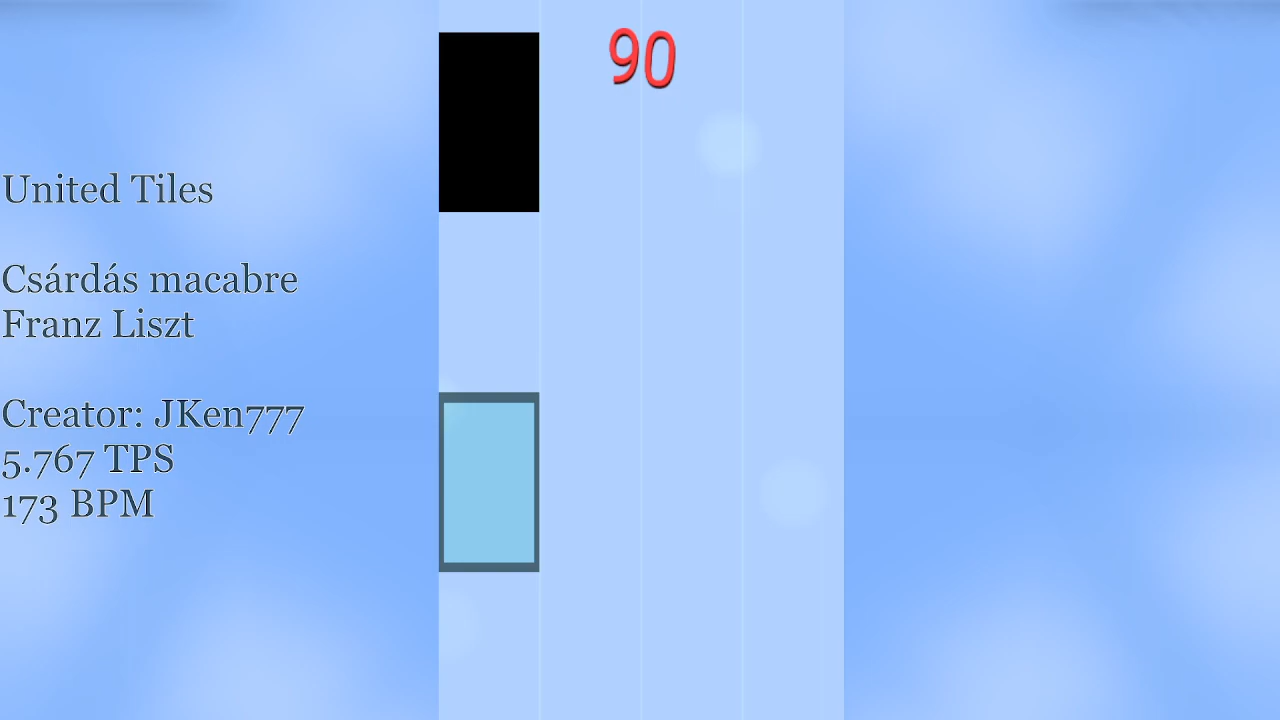 90
United Tiles
Csárdás macabre
Franz Liszt
Creator: JKen777
5.767 TPS
173 BPM